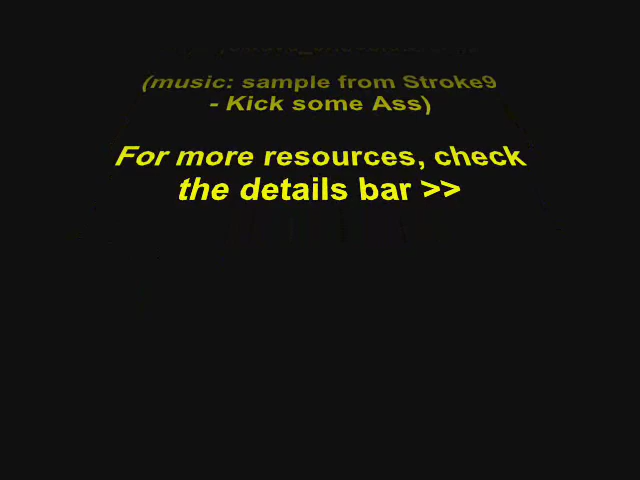 (music: sample from Stroke9
- Kick some Ass)
For more resources, check
the details bar >>